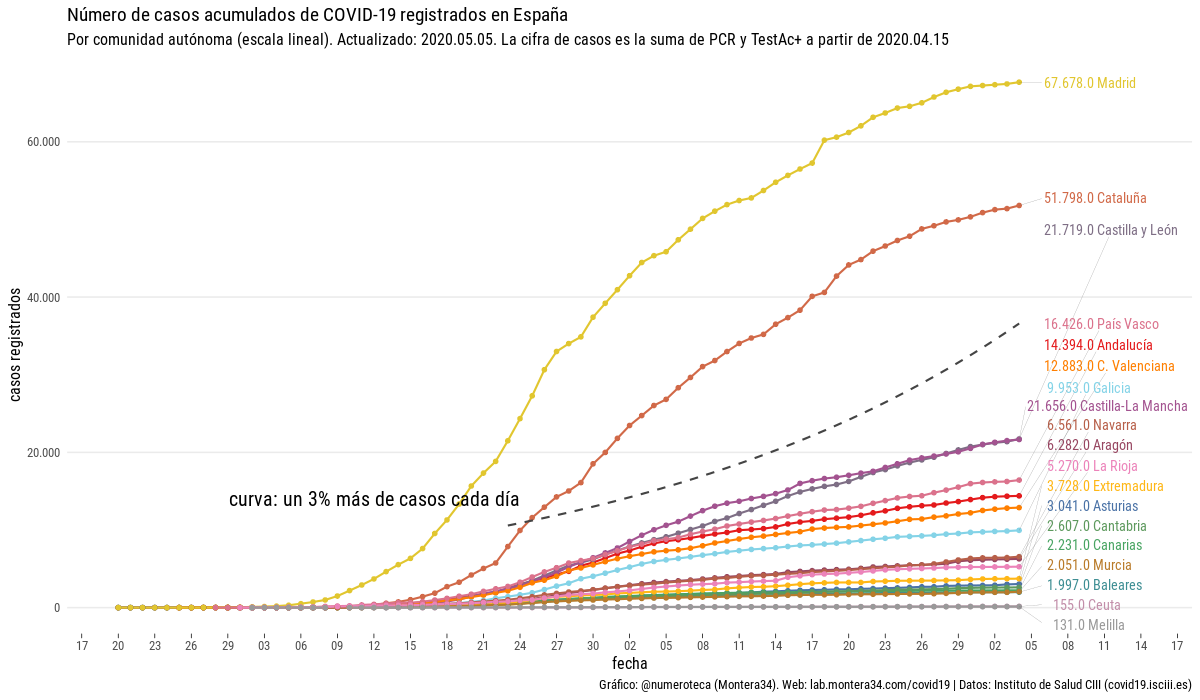 Número de casos acumulados de COVID-19 registrados en España
Por comunidad autónoma (escala lineal). Actualizado: 2020.05.05. La cifra de casos es la suma de PCR y TestAc+ a partir de 2020.04.15
casos registrados
60.000
40.000
20.000
0
67.678.0 Madrid
51.798.0 Cataluña
21.719.0 Castilla y León
16.426.0 País Vasco
14.394.0 Andalucía
12.883.0 C. Valenciana
9.953.0 Galicia
21.656.0 Castilla-La Mancha
6.561.0 Navarra
6.282.0 Aragón
5.270.0 La Rioja
3.728.0 Extremadura
3.041.0 Asturias
2.607.0 Cantabria
2.231.0 Canarias
2.051.0 Murcia
1.997.0 Baleares
155.0 Ceuta
131.0 Melilla
curva: un 3% más de casos cada día
17 20 23 26 29 03 06 09 12 15 18 21 24 27 30 02 05 08 11 14 17 20 23 26 29 02 05 08 11 14 17
fecha
Gráfico: @numeroteca (Montera34). Web: lab.montera34.com/covid19 | Datos: Instituto de Salud CIII (covid19.isciii.es)